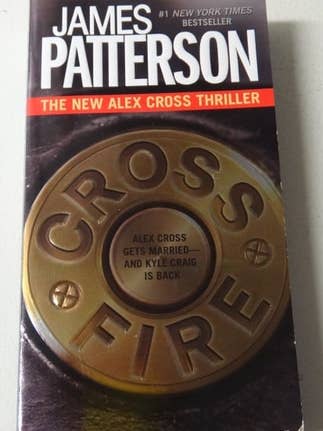 JAMES
#1 NEW YORK TIMES
BESTSELLER
PATTERSON
THE NEW ALEX CROSS THRILLER
CROSS
ALEX CROSS
GETS MARRIED—
AND KYLE CRAIG
IS BACK
FIRE